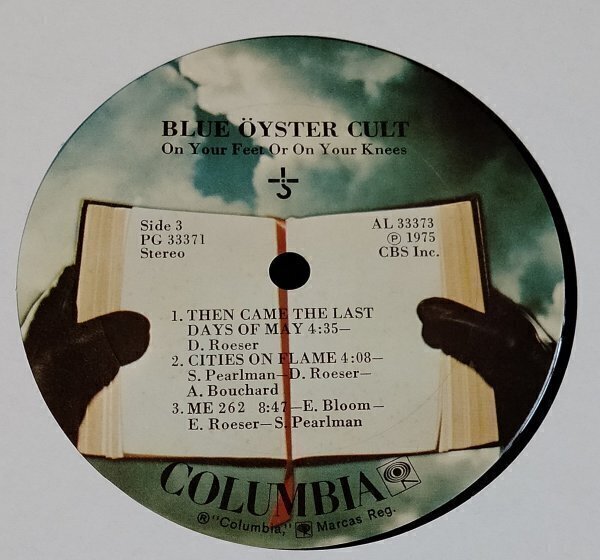 BLUE ÖYSTER CULT
On Your Feet Or On Your Knees
Side 3
PG 33371
Stereo
AL 33373
Ⓟ 1975
CBS Inc.
1. THEN CAME THE LAST
DAYS OF MAY 4:35—
D. Roeser
2. CITIES ON FLAME 4:08—
S. Pearlman—D. Roeser—
A. Bouchard
3. ME 262 8:47—E. Bloom—
E. Roeser—S. Pearlman
COLUMBIA
® "Columbia," Marcas Reg.